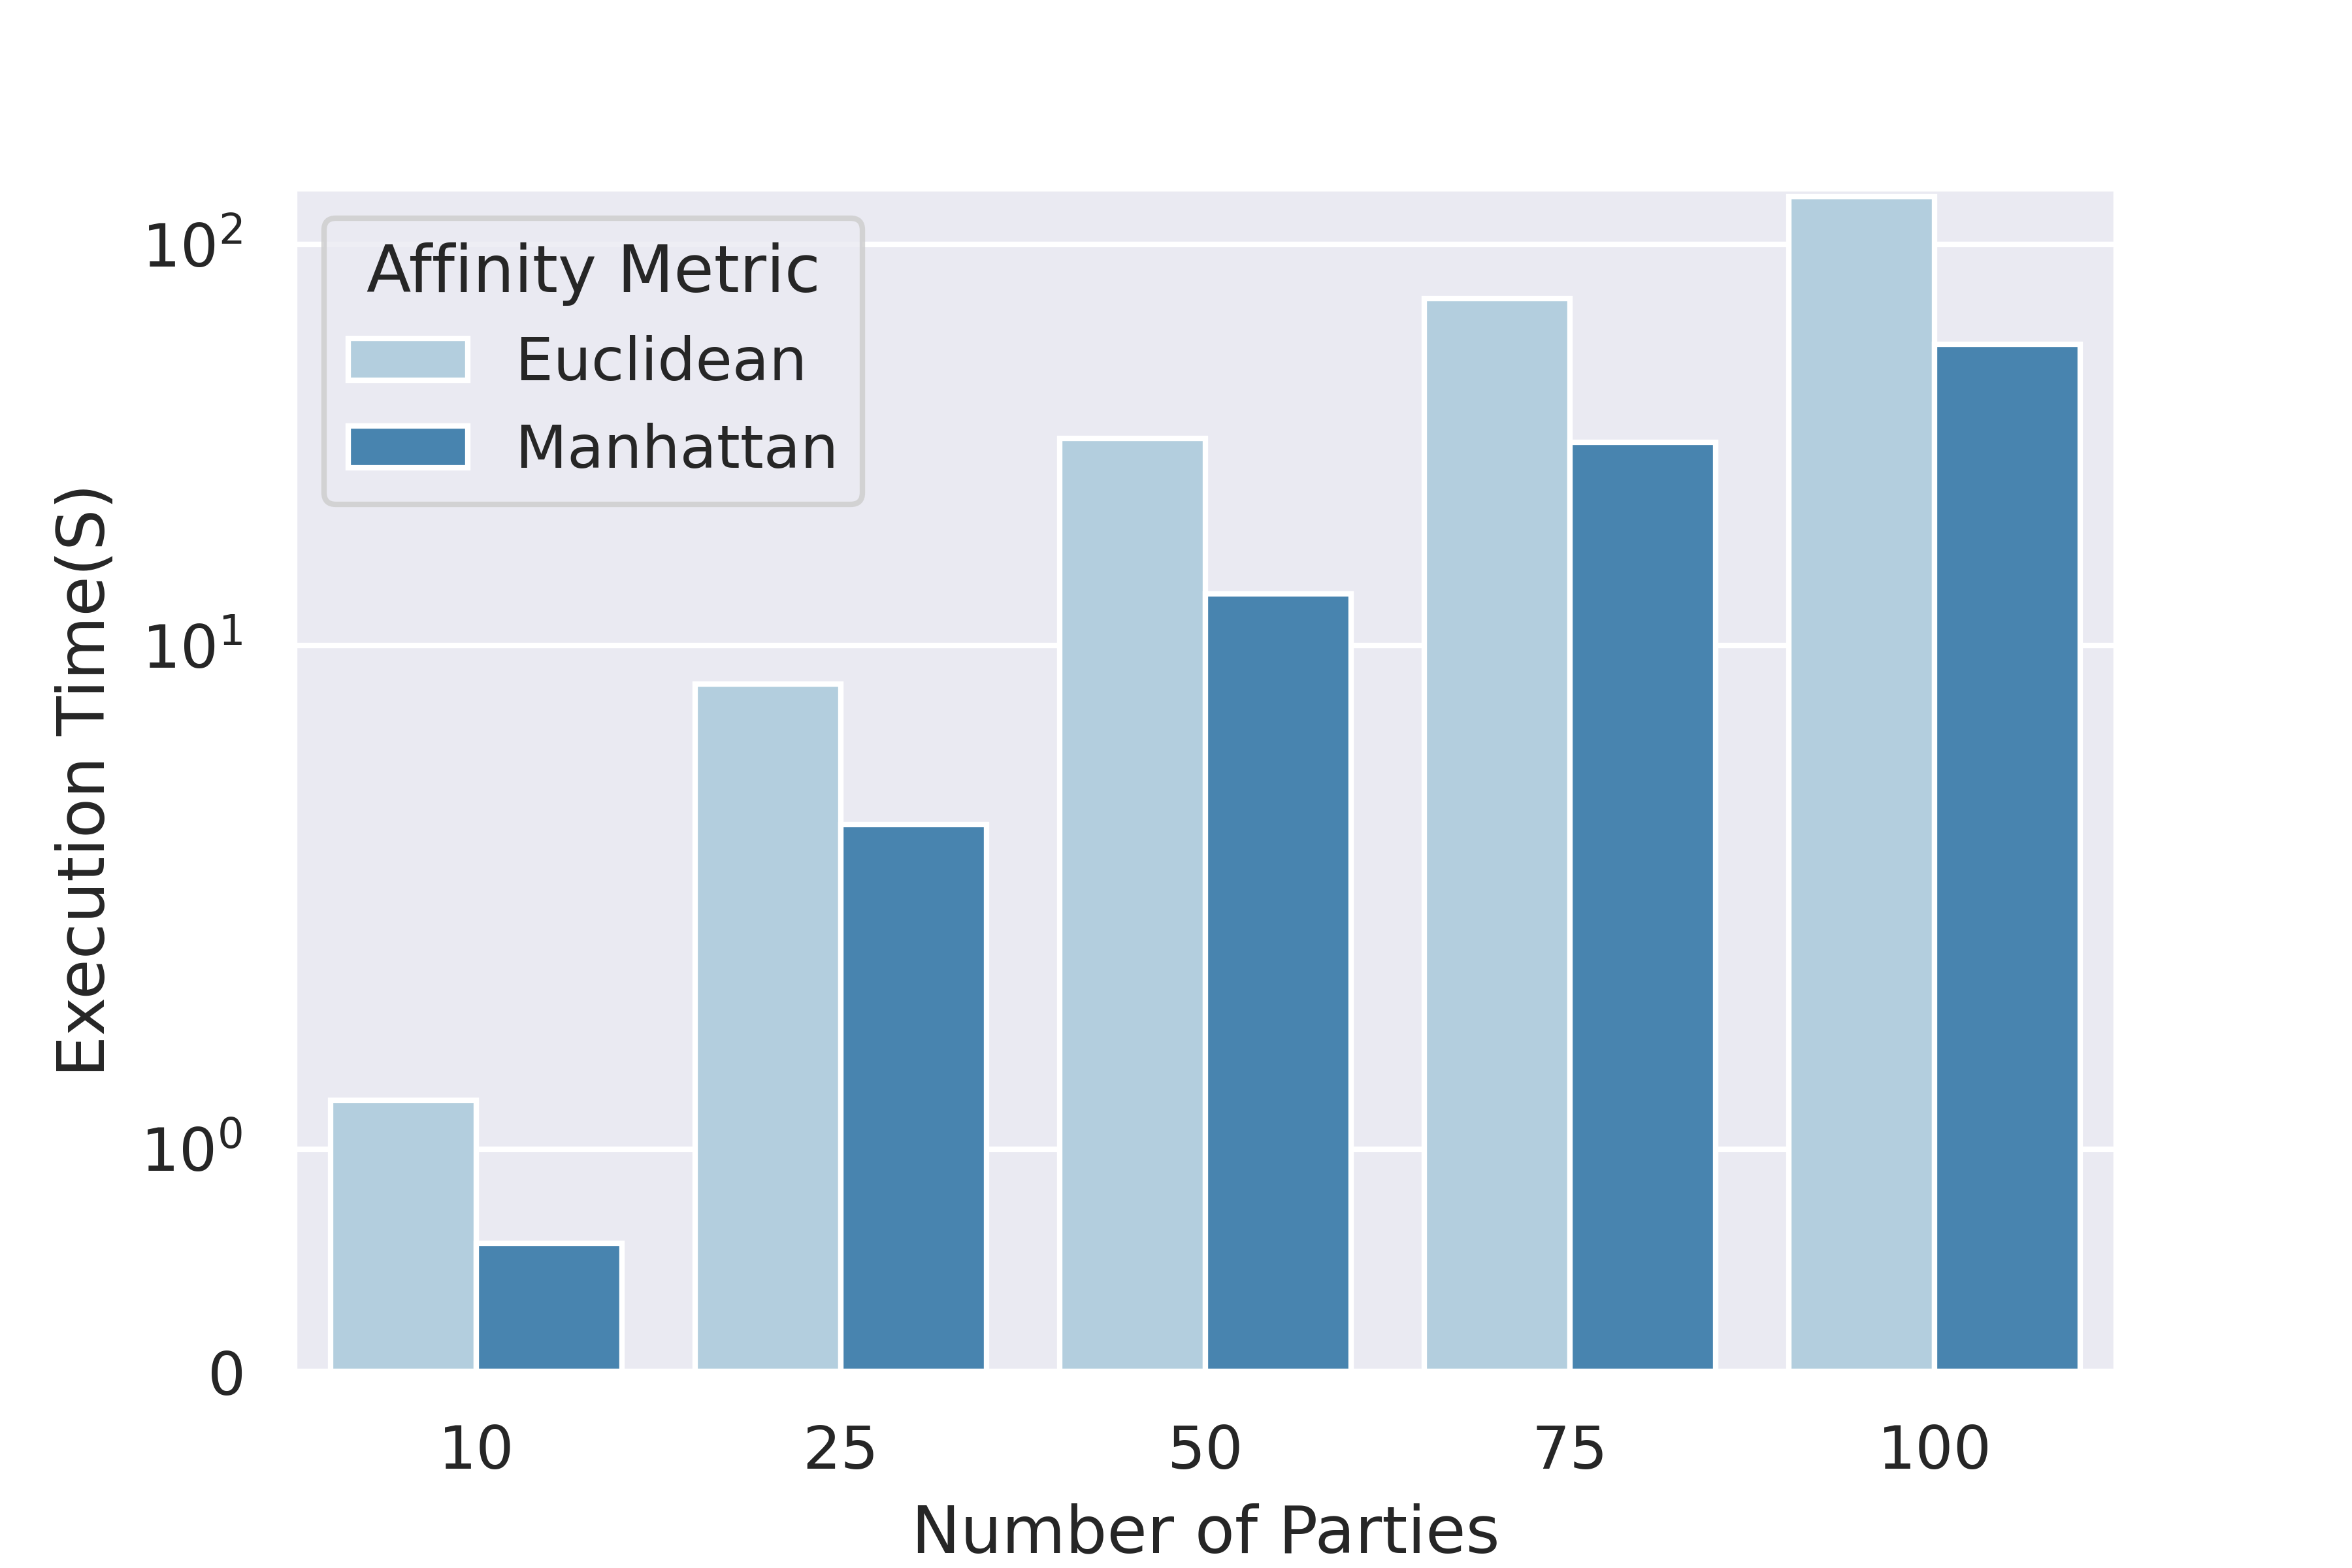 Affinity Metric
Euclidean
Manhattan
Execution Time(S)
10²
10¹
10⁰
0
10 25 50 75 100
Number of Parties